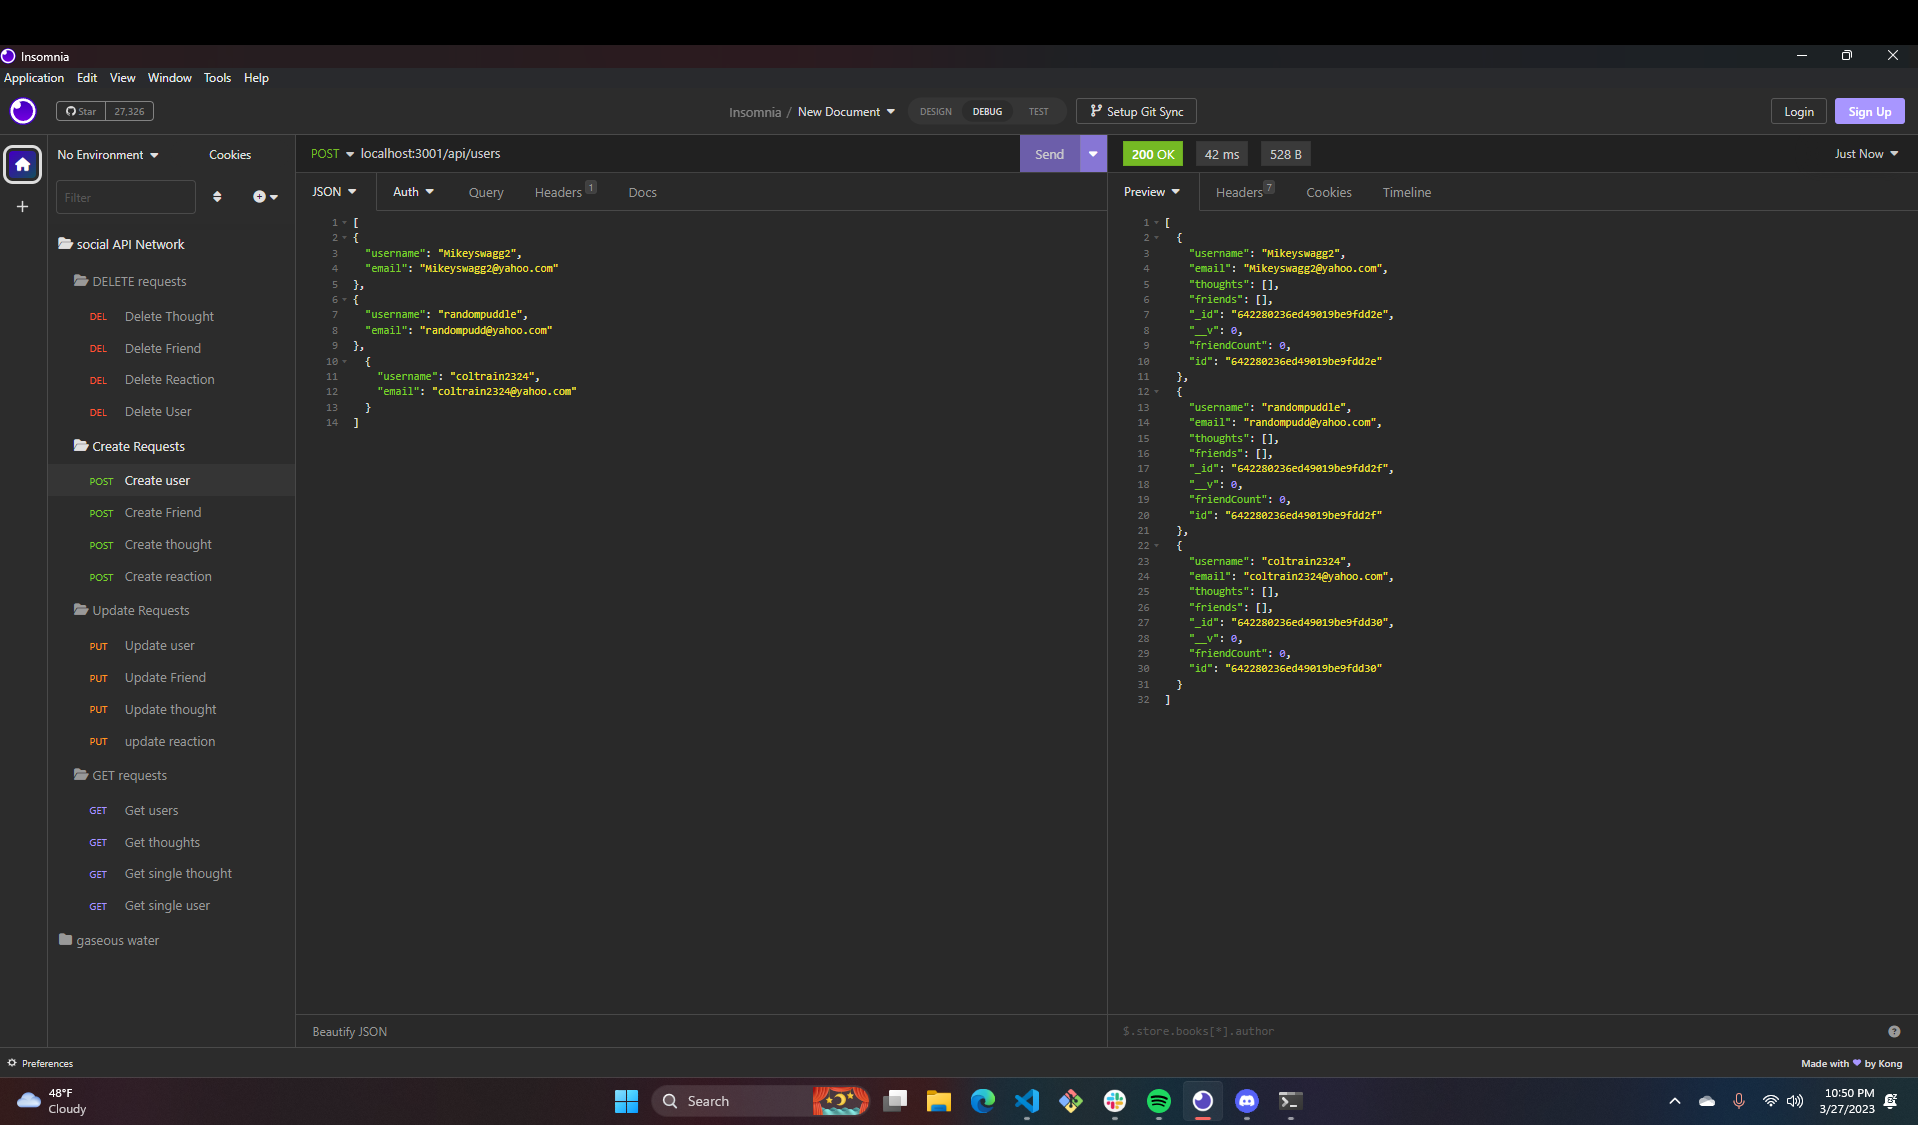 Insomnia
Application Edit View Window Tools Help
Star 27,326
Insomnia / New Document
DESIGN DEBUG TEST
Setup Git Sync
Login Sign Up
No Environment Cookies
Filter
social API Network
DELETE requests
DEL Delete Thought
DEL Delete Friend
DEL Delete Reaction
DEL Delete User
Create Requests
POST Create user
POST Create Friend
POST Create thought
POST Create reaction
Update Requests
PUT Update user
PUT Update Friend
PUT Update thought
PUT update reaction
GET requests
GET Get users
GET Get thoughts
GET Get single thought
GET Get single user
gaseous water
POST localhost:3001/api/users
Send
JSON Auth Query Headers 1 Docs
1 [
2 {
3 "username": "Mikeyswagg2",
4 "email": "Mikeyswagg2@yahoo.com"
5 },
6 {
7 "username": "randompuddle",
8 "email": "randompudd@yahoo.com"
9 },
10 {
11 "username": "coltrain2324",
12 "email": "coltrain2324@yahoo.com"
13 }
14 ]
Beautify JSON
200 OK 42 ms 528 B Just Now
Preview Headers 7 Cookies Timeline
1 [
2 {
3 "username": "Mikeyswagg2",
4 "email": "Mikeyswagg2@yahoo.com",
5 "thoughts": [],
6 "friends": [],
7 "_id": "642280236ed49019be9fdd2e",
8 "__v": 0,
9 "friendCount": 0,
10 "id": "642280236ed49019be9fdd2e"
11 },
12 {
13 "username": "randompuddle",
14 "email": "randompudd@yahoo.com",
15 "thoughts": [],
16 "friends": [],
17 "_id": "642280236ed49019be9fdd2f",
18 "__v": 0,
19 "friendCount": 0,
20 "id": "642280236ed49019be9fdd2f"
21 },
22 {
23 "username": "coltrain2324",
24 "email": "coltrain2324@yahoo.com",
25 "thoughts": [],
26 "friends": [],
27 "_id": "642280236ed49019be9fdd30",
28 "__v": 0,
29 "friendCount": 0,
30 "id": "642280236ed49019be9fdd30"
31 }
32 ]
$.store.books[*].author
Preferences
Made with ♥ by Kong
48°F
Cloudy
Search
10:50 PM
3/27/2023